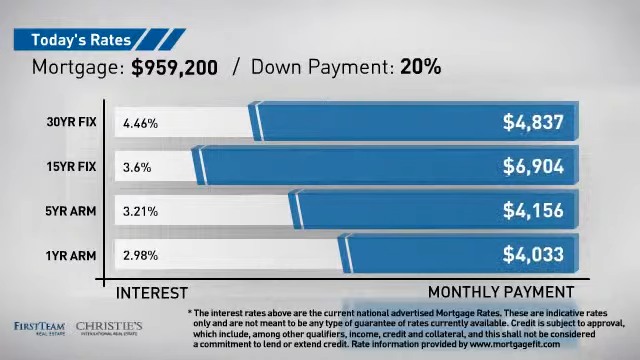 Today's Rates
Mortgage: $959,200 / Down Payment: 20%
30YR FIX 4.46% $4,837
15YR FIX 3.6% $6,904
5YR ARM 3.21% $4,156
1YR ARM 2.98% $4,033
INTEREST MONTHLY PAYMENT
* The interest rates above are the current national advertised Mortgage Rates. These are indicative rates
only and are not meant to be any type of guarantee of rates currently available. Credit is subject to approval,
which include, among other qualifiers, income, credit and collateral, and this shall not be considered
a commitment to lend or extend credit. Rate information provided by www.mortgagefit.com
FIRST TEAM CHRISTIE'S
REAL ESTATE INTERNATIONAL REAL ESTATE